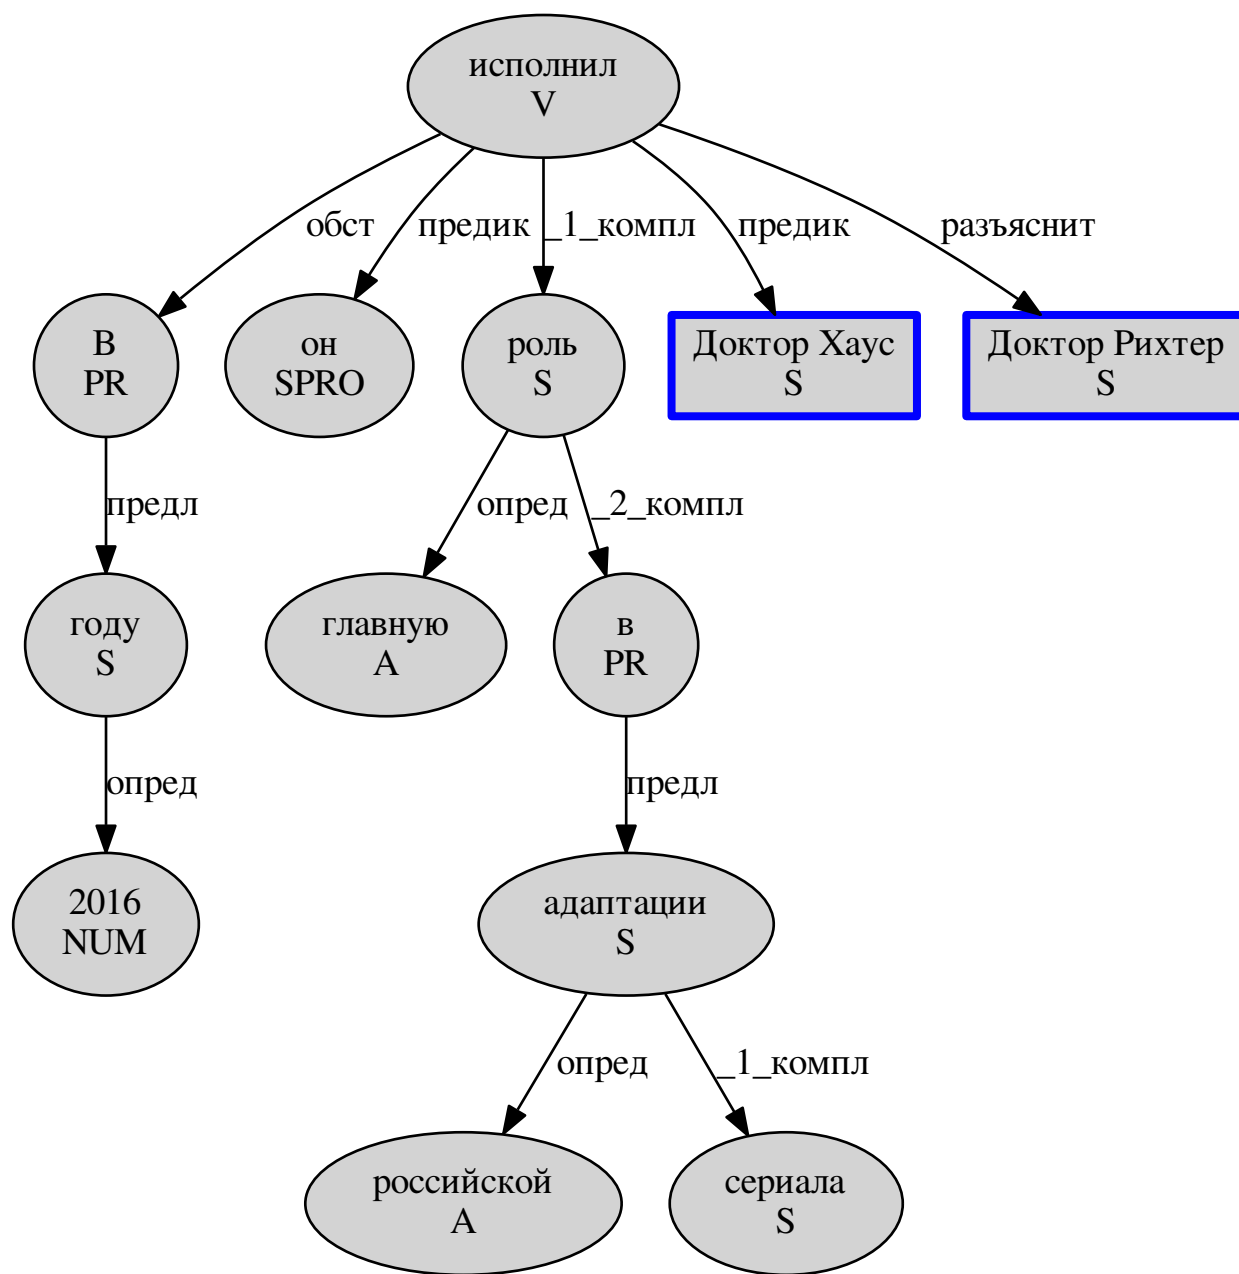 исполнил
V
обст
предик
_1_компл
предик
разъяснит
В
PR
он
SPRO
роль
S
Доктор Хаус
S
Доктор Рихтер
S
предл
опред
_2_компл
году
S
главную
A
в
PR
опред
предл
2016
NUM
адаптации
S
опред
_1_компл
российской
A
сериала
S